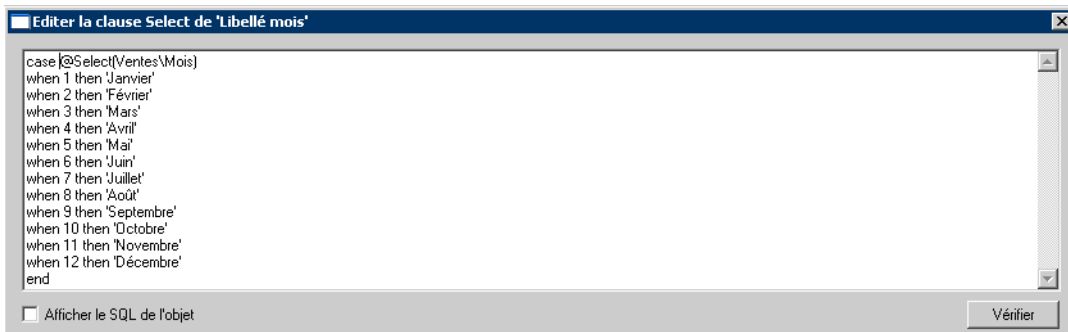 Editer la clause Select de 'Libellé mois'
case @Select(Ventes\Mois)
when 1 then 'Janvier'
when 2 then 'Février'
when 3 then 'Mars'
when 4 then 'Avril'
when 5 then 'Mai'
when 6 then 'Juin'
when 7 then 'Juillet'
when 8 then 'Août'
when 9 then 'Septembre'
when 10 then 'Octobre'
when 11 then 'Novembre'
when 12 then 'Décembre'
end
Afficher le SQL de l'objet
Vérifier